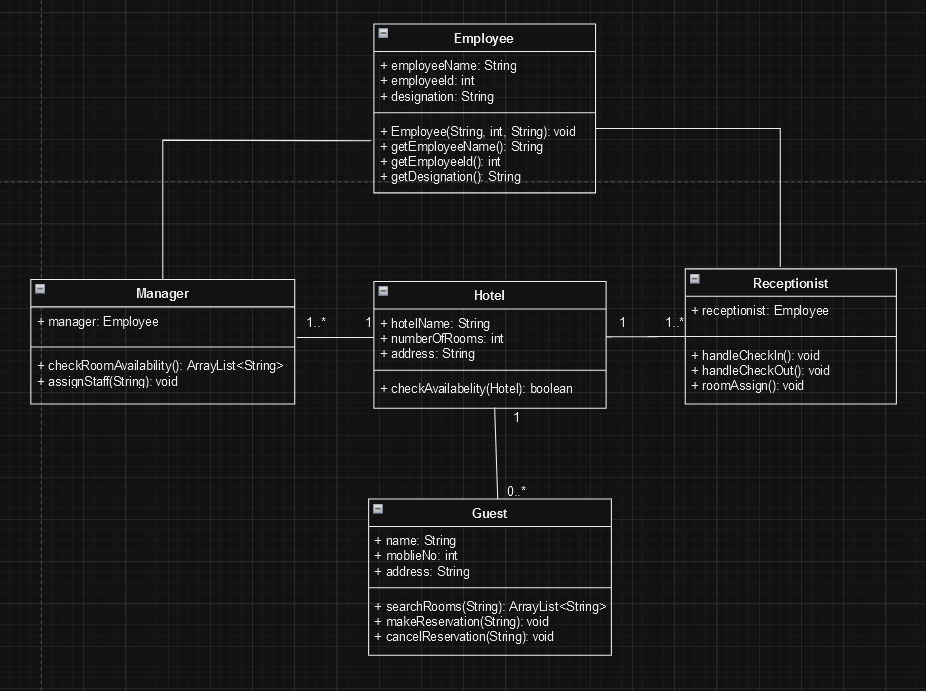 Employee
+ employeeName: String
+ employeeId: int
+ designation: String
+ Employee(String, int, String): void
+ getEmployeeName(): String
+ getEmployeeId(): int
+ getDesignation(): String
Manager
+ manager: Employee
+ checkRoomAvailability(): ArrayList<String>
+ assignStaff(String): void
1..*
1
Hotel
+ hotelName: String
+ numberOfRooms: int
+ address: String
+ checkAvailabelity(Hotel): boolean
1
1..*
Receptionist
+ receptionist: Employee
+ handleCheckIn(): void
+ handleCheckOut(): void
+ roomAssign(): void
1
0..*
Guest
+ name: String
+ moblieNo: int
+ address: String
+ searchRooms(String): ArrayList<String>
+ makeReservation(String): void
+ cancelReservation(String): void